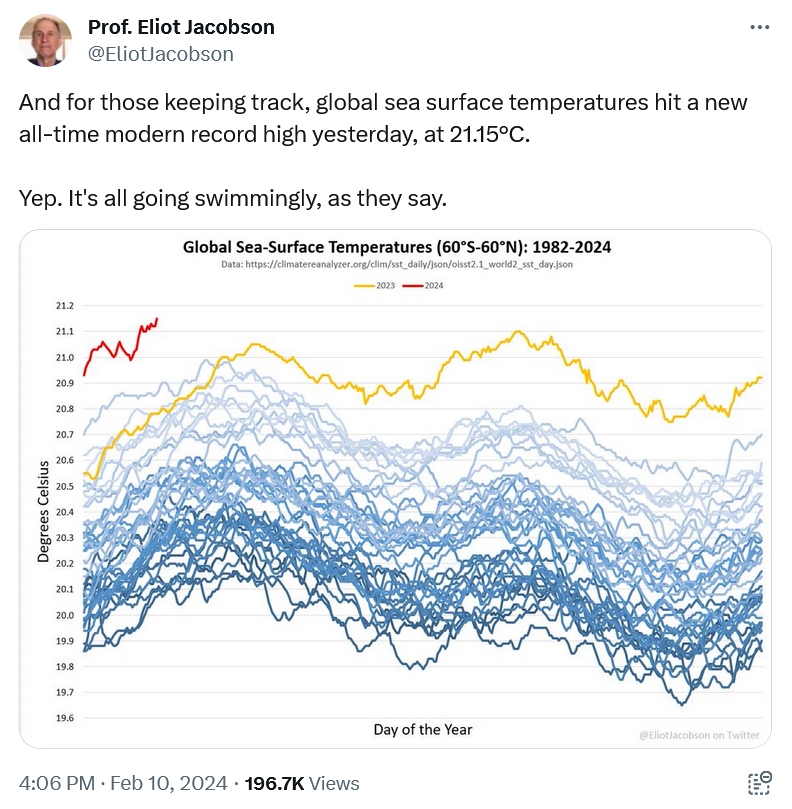 Prof. Eliot Jacobson
@EliotJacobson
And for those keeping track, global sea surface temperatures hit a new
all-time modern record high yesterday, at 21.15°C.
Yep. It's all going swimmingly, as they say.
Global Sea-Surface Temperatures (60°S-60°N): 1982-2024
Data: https://climatereanalyzer.org/clim/sst_daily/json/oisst2.1_world2_sst_day.json
2023 2024
21.2
21.1
21.0
20.9
20.8
20.7
20.6
20.5
20.4
20.3
20.2
20.1
20.0
19.9
19.8
19.7
19.6
Degrees Celsius
Day of the Year
@EliotJacobson on Twitter
4:06 PM · Feb 10, 2024 · 196.7K Views